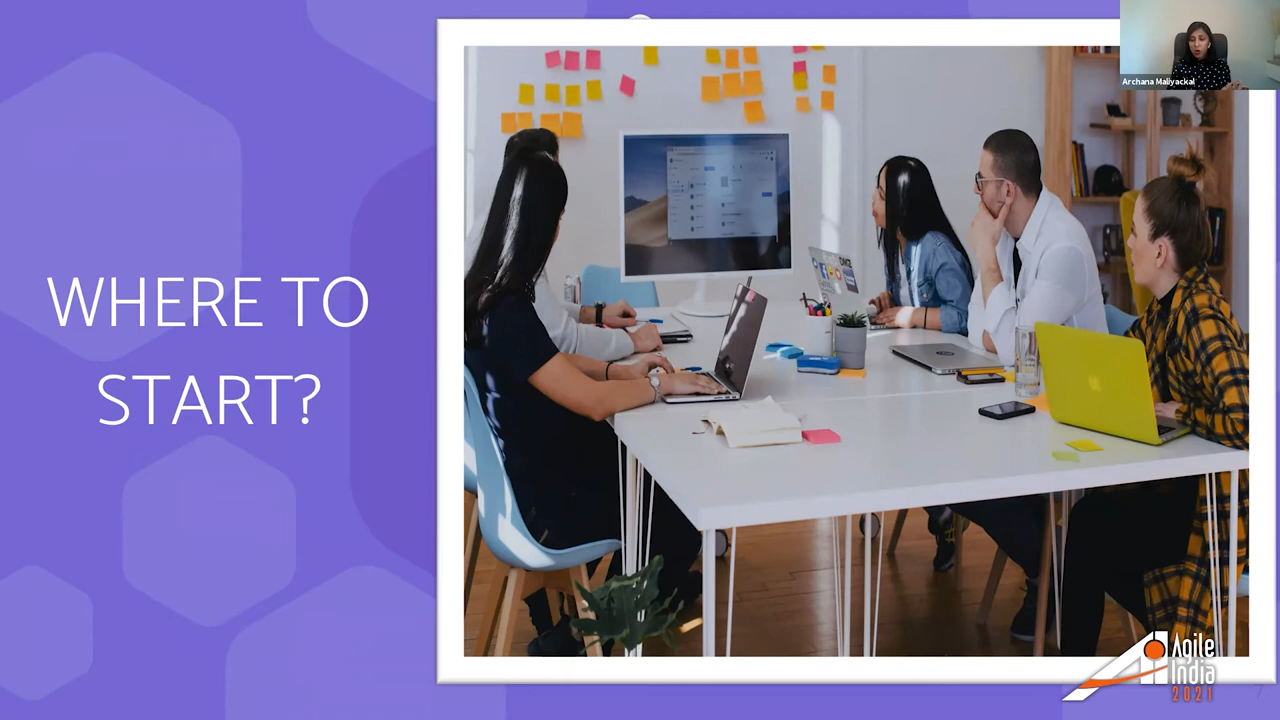 WHERE TO
START?
Archana Maliyackal
Agile
India
2021